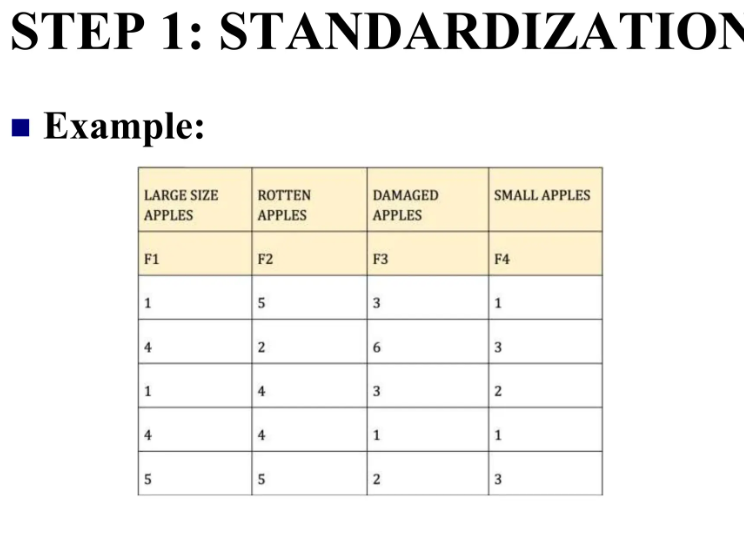 STEP 1: STANDARDIZATION
Example:
LARGE SIZE APPLES ROTTEN APPLES DAMAGED APPLES SMALL APPLES
F1 F2 F3 F4
1 5 3 1
4 2 6 3
1 4 3 2
4 4 1 1
5 5 2 3